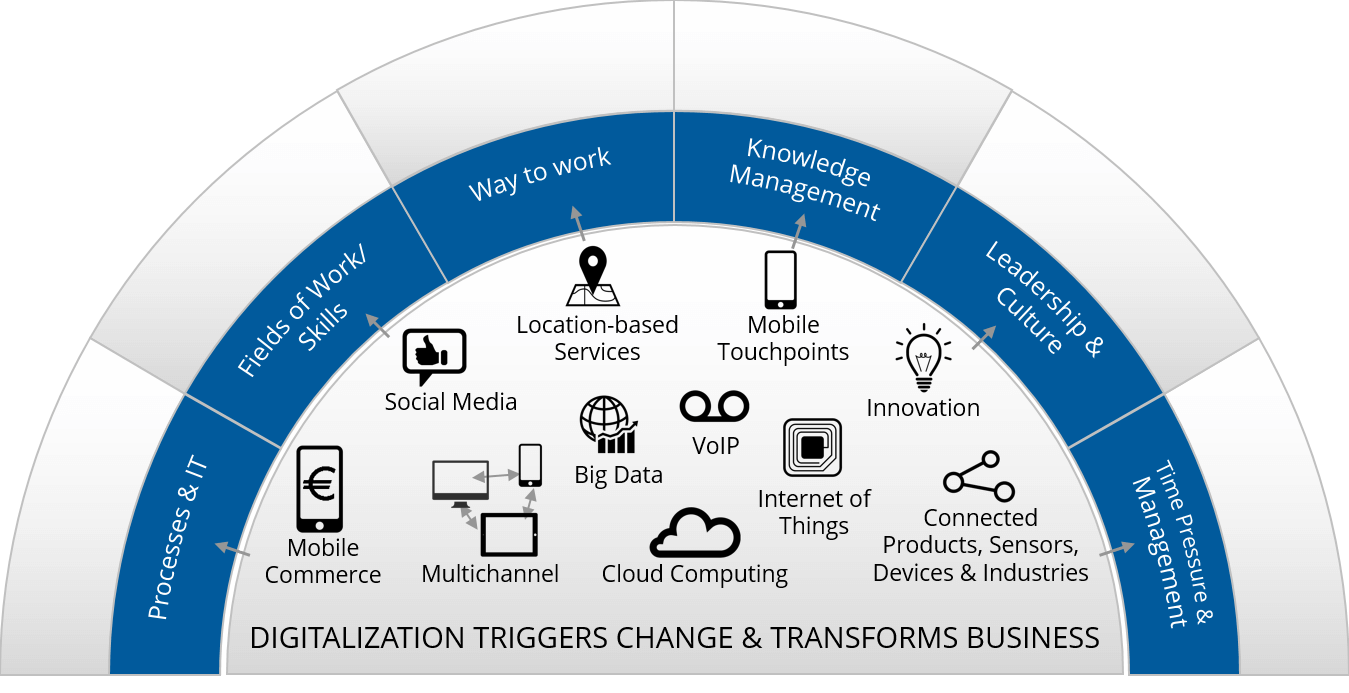 Processes & IT
Fields of Work/
Skills
Way to work
Knowledge
Management
Leadership &
Culture
Time Pressure &
Management
Location-based
Services
Mobile
Touchpoints
Social Media
Innovation
Big Data
VoIP
Internet of
Things
Mobile
Commerce
Multichannel
Cloud Computing
Connected
Products, Sensors,
Devices & Industries
DIGITALIZATION TRIGGERS CHANGE & TRANSFORMS BUSINESS